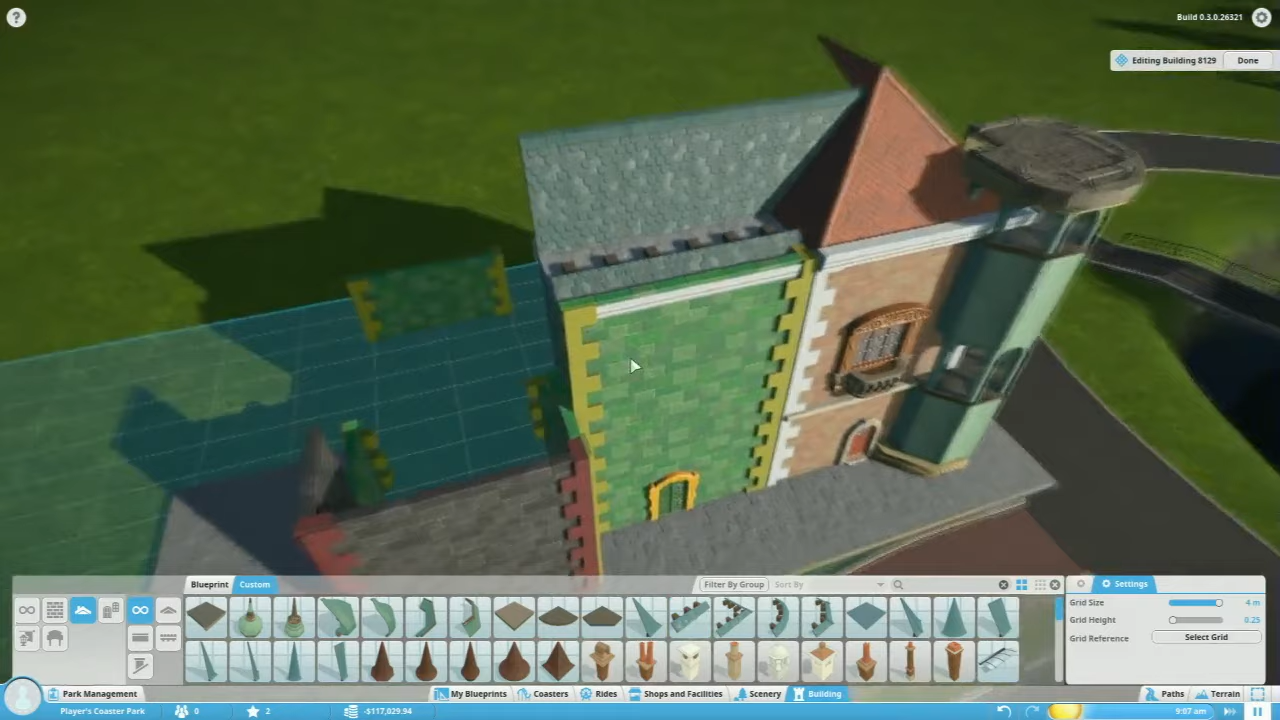 ?
Build 0.3.0.26321
Editing Building 8129 Done
Blueprint Custom Filter By Group Sort By Settings
Grid Size 4 m
Grid Height 0.25
Grid Reference Select Grid
Park Management My Blueprints Coasters Rides Shops and Facilities Scenery Building Paths Terrain
Player's Coaster Park 0 2 -$117,029.94 9:07 am